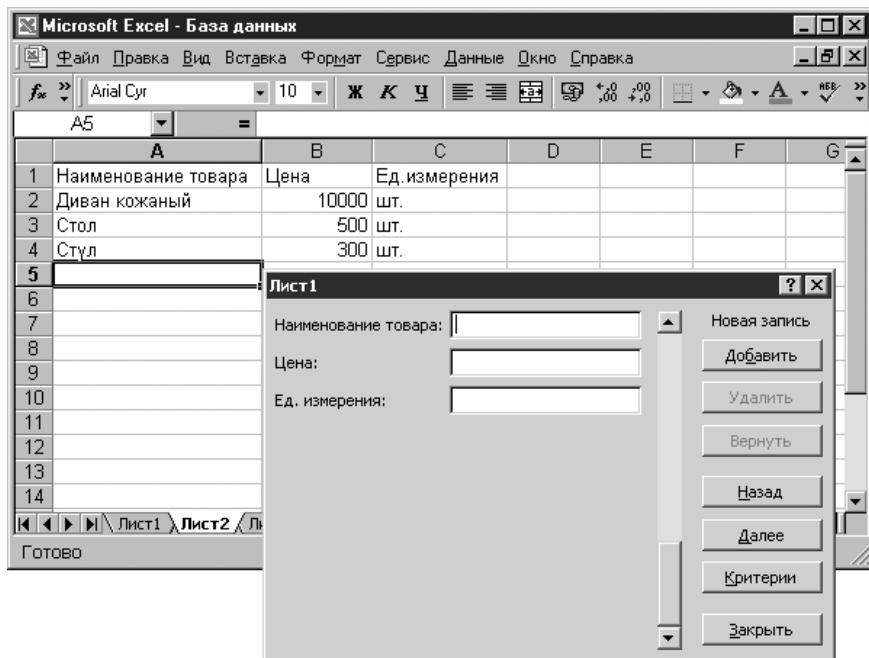 Microsoft Excel - База данных
Файл Правка Вид Вставка Формат Сервис Данные Окно Справка
Arial Cyr 10 Ж К Ч
A5 =
A B C D E F G
1 Наименование товара Цена Ед.измерения
2 Диван кожаный 10000 шт.
3 Стол 500 шт.
4 Стул 300 шт.
5
6
7
8
9
10
11
12
13
14
Лист1
Наименование товара:
Цена:
Ед. измерения:
Новая запись
Добавить
Удалить
Вернуть
Назад
Далее
Критерии
Закрыть
Лист1 Лист2
Готово